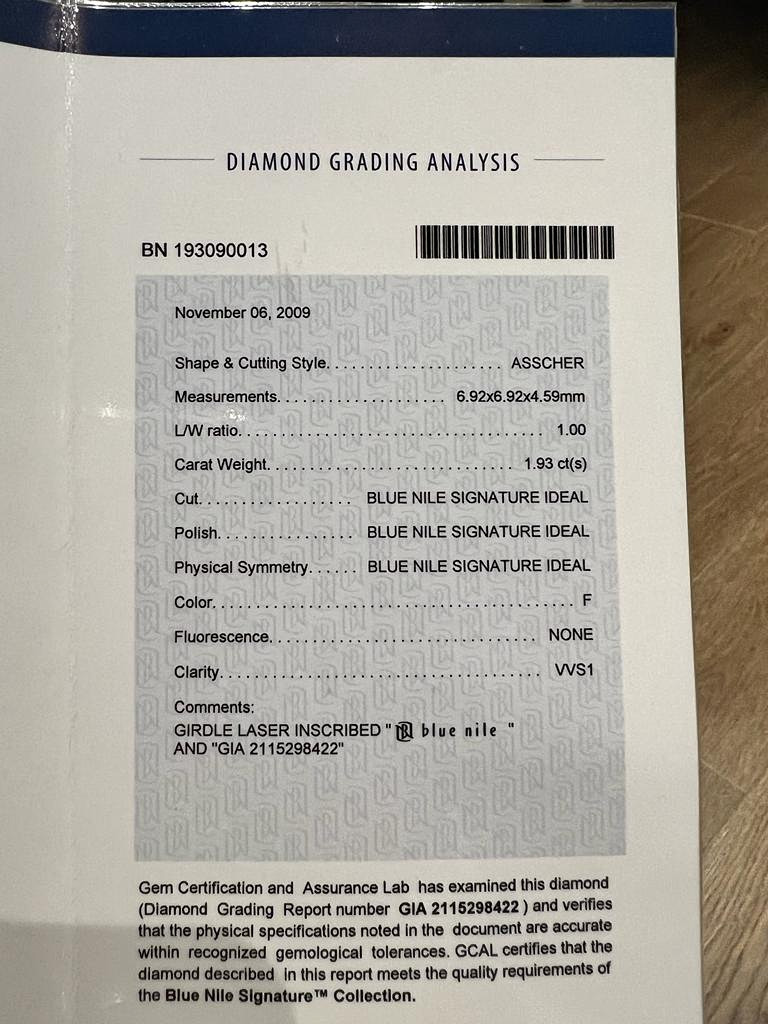 DIAMOND GRADING ANALYSIS
BN 193090013
November 06, 2009
Shape & Cutting Style. . . . . . . . . . . . . . . . . . . . . ASSCHER
Measurements. . . . . . . . . . . . . . . . . . . . 6.92x6.92x4.59mm
L/W ratio. . . . . . . . . . . . . . . . . . . . . . . . . . . . . . . . . . . . . 1.00
Carat Weight. . . . . . . . . . . . . . . . . . . . . . . . . . . . . . 1.93 ct(s)
Cut. . . . . . . . . . . . . . . . . . BLUE NILE SIGNATURE IDEAL
Polish. . . . . . . . . . . . . . . . BLUE NILE SIGNATURE IDEAL
Physical Symmetry. . . . . . BLUE NILE SIGNATURE IDEAL
Color. . . . . . . . . . . . . . . . . . . . . . . . . . . . . . . . . . . . . . . . . . . F
Fluorescence. . . . . . . . . . . . . . . . . . . . . . . . . . . . . . . . NONE
Clarity. . . . . . . . . . . . . . . . . . . . . . . . . . . . . . . . . . . . . . VVS1
Comments:
GIRDLE LASER INSCRIBED " BN blue nile "
AND "GIA 2115298422"
Gem Certification and Assurance Lab has examined this diamond
(Diamond Grading Report number GIA 2115298422 ) and verifies
that the physical specifications noted in the document are accurate
within recognized gemological tolerances. GCAL certifies that the
diamond described in this report meets the quality requirements of
the Blue Nile Signature™ Collection.